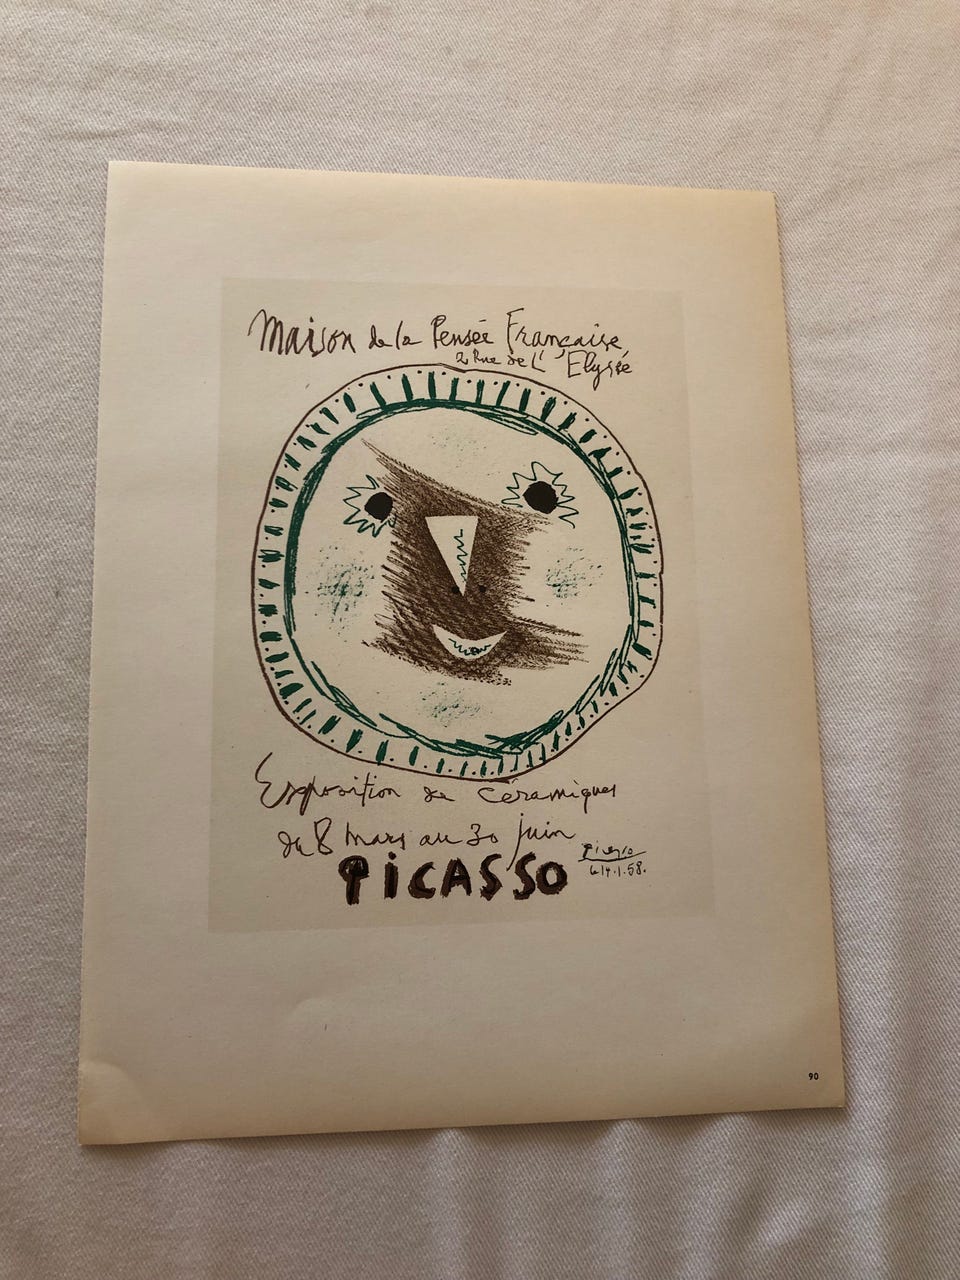 Maison de la Pensée Française
2 Rue de L'Elysée
Exposition de Céramiques
du 8 mars au 30 juin
PICASSO
Picasso
14.1.58.
90